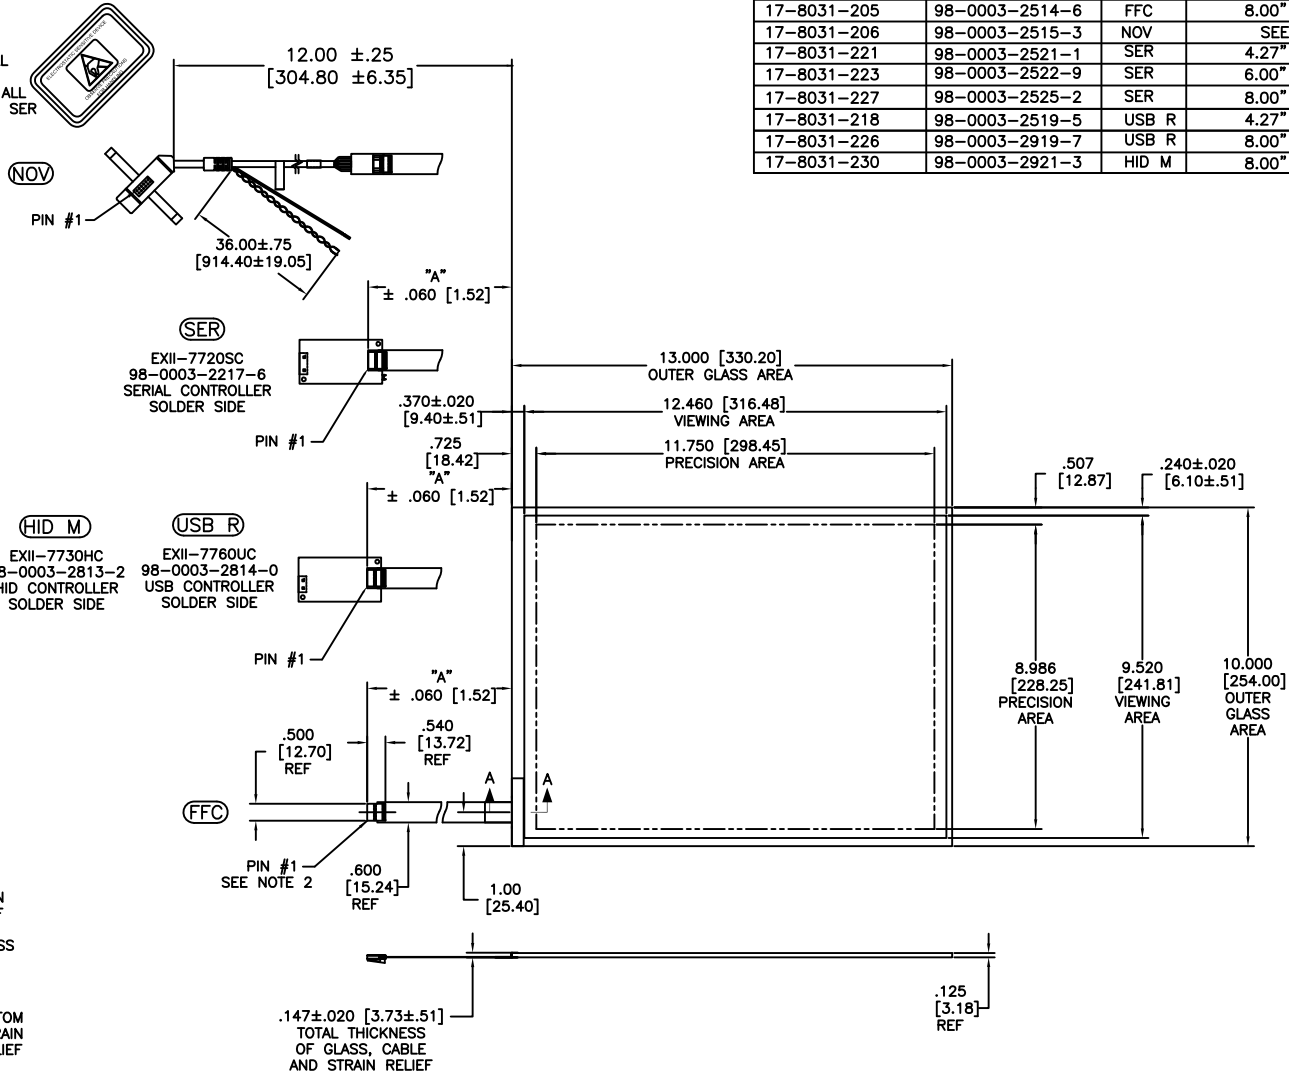 17-8031-205 98-0003-2514-6 FFC 8.00"
17-8031-206 98-0003-2515-3 NOV SEE
17-8031-221 98-0003-2521-1 SER 4.27"
17-8031-223 98-0003-2522-9 SER 6.00"
17-8031-227 98-0003-2525-2 SER 8.00"
17-8031-218 98-0003-2519-5 USB R 4.27"
17-8031-226 98-0003-2919-7 USB R 8.00"
17-8031-230 98-0003-2921-3 HID M 8.00"
ELECTROSTATIC SENSITIVE DEVICE
L
ALL
SER
12.00 ±.25
[304.80 ±6.35]
NOV
PIN #1
36.00±.75
[914.40±19.05]
"A"
± .060 [1.52]
SER
EXII-7720SC
98-0003-2217-6
SERIAL CONTROLLER
SOLDER SIDE
PIN #1
13.000 [330.20]
OUTER GLASS AREA
.370±.020
[9.40±.51]
12.460 [316.48]
VIEWING AREA
.725
[18.42]
11.750 [298.45]
PRECISION AREA
"A"
± .060 [1.52]
.507
[12.87]
.240±.020
[6.10±.51]
HID M
EXII-7730HC
8-0003-2813-2
HID CONTROLLER
SOLDER SIDE
USB R
EXII-7760UC
98-0003-2814-0
USB CONTROLLER
SOLDER SIDE
PIN #1
8.986
[228.25]
PRECISION
AREA
9.520
[241.81]
VIEWING
AREA
10.000
[254.00]
OUTER
GLASS
AREA
"A"
± .060 [1.52]
.500
[12.70]
REF
.540
[13.72]
REF
A A
FFC
PIN #1
SEE NOTE 2
.600
[15.24]
REF
1.00
[25.40]
N
SS
TOM
RAIN
LIEF
.147±.020 [3.73±.51]
TOTAL THICKNESS
OF GLASS, CABLE
AND STRAIN RELIEF
.125
[3.18]
REF